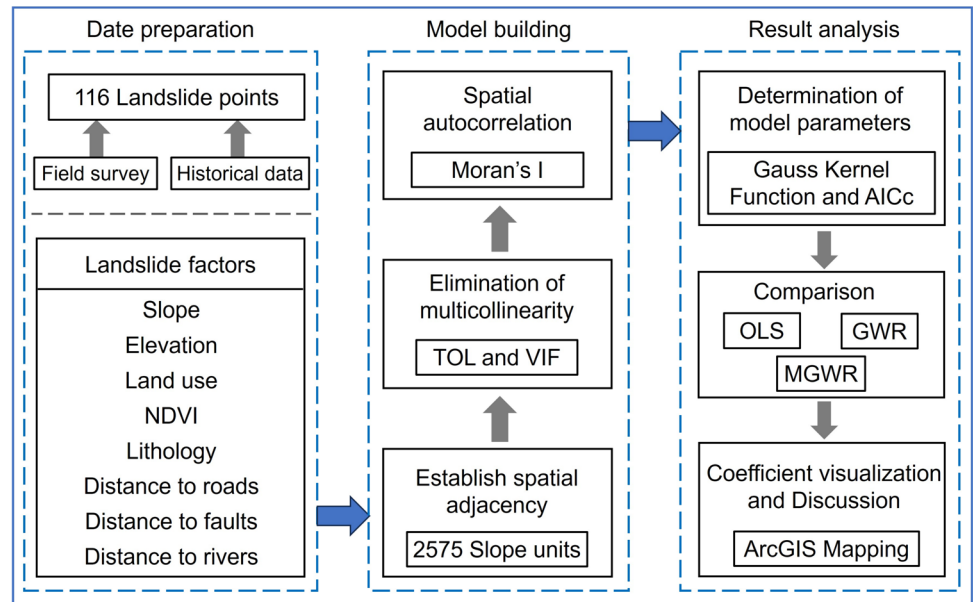 Date preparation
116 Landslide points
Field survey
Historical data
Landslide factors
Slope
Elevation
Land use
NDVI
Lithology
Distance to roads
Distance to faults
Distance to rivers
Model building
Spatial
autocorrelation
Moran's I
Elimination of
multicollinearity
TOL and VIF
Establish spatial
adjacency
2575 Slope units
Result analysis
Determination of
model parameters
Gauss Kernel
Function and AICc
Comparison
OLS
GWR
MGWR
Coefficient visualization
and Discussion
ArcGIS Mapping